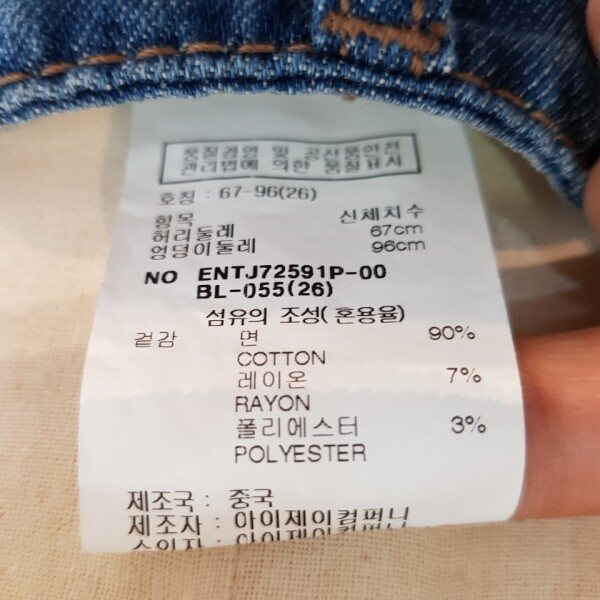 품질경영 및 공산품안전
관리법에 의한 품질표시
호칭 : 67-96(26)
항목 신체치수
허리둘레 67cm
엉덩이둘레 96cm
NO ENTJ72591P-00
BL-055(26)
섬유의 조성(혼용율)
겉감 면 90%
COTTON
레이온 7%
RAYON
폴리에스터 3%
POLYESTER
제조국 : 중국
제조자 : 아이제이컴퍼니